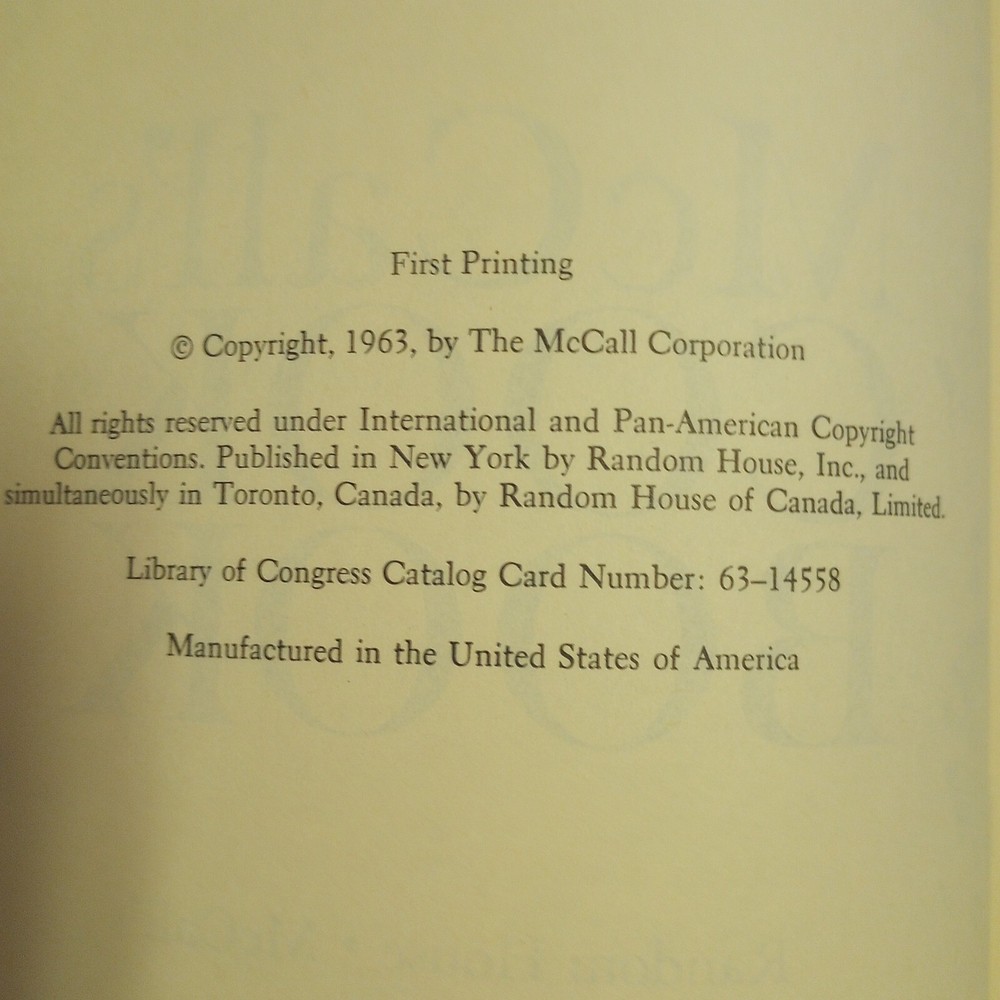 First Printing
© Copyright, 1963, by The McCall Corporation
All rights reserved under International and Pan-American Copyright
Conventions. Published in New York by Random House, Inc., and
simultaneously in Toronto, Canada, by Random House of Canada, Limited.
Library of Congress Catalog Card Number: 63–14558
Manufactured in the United States of America